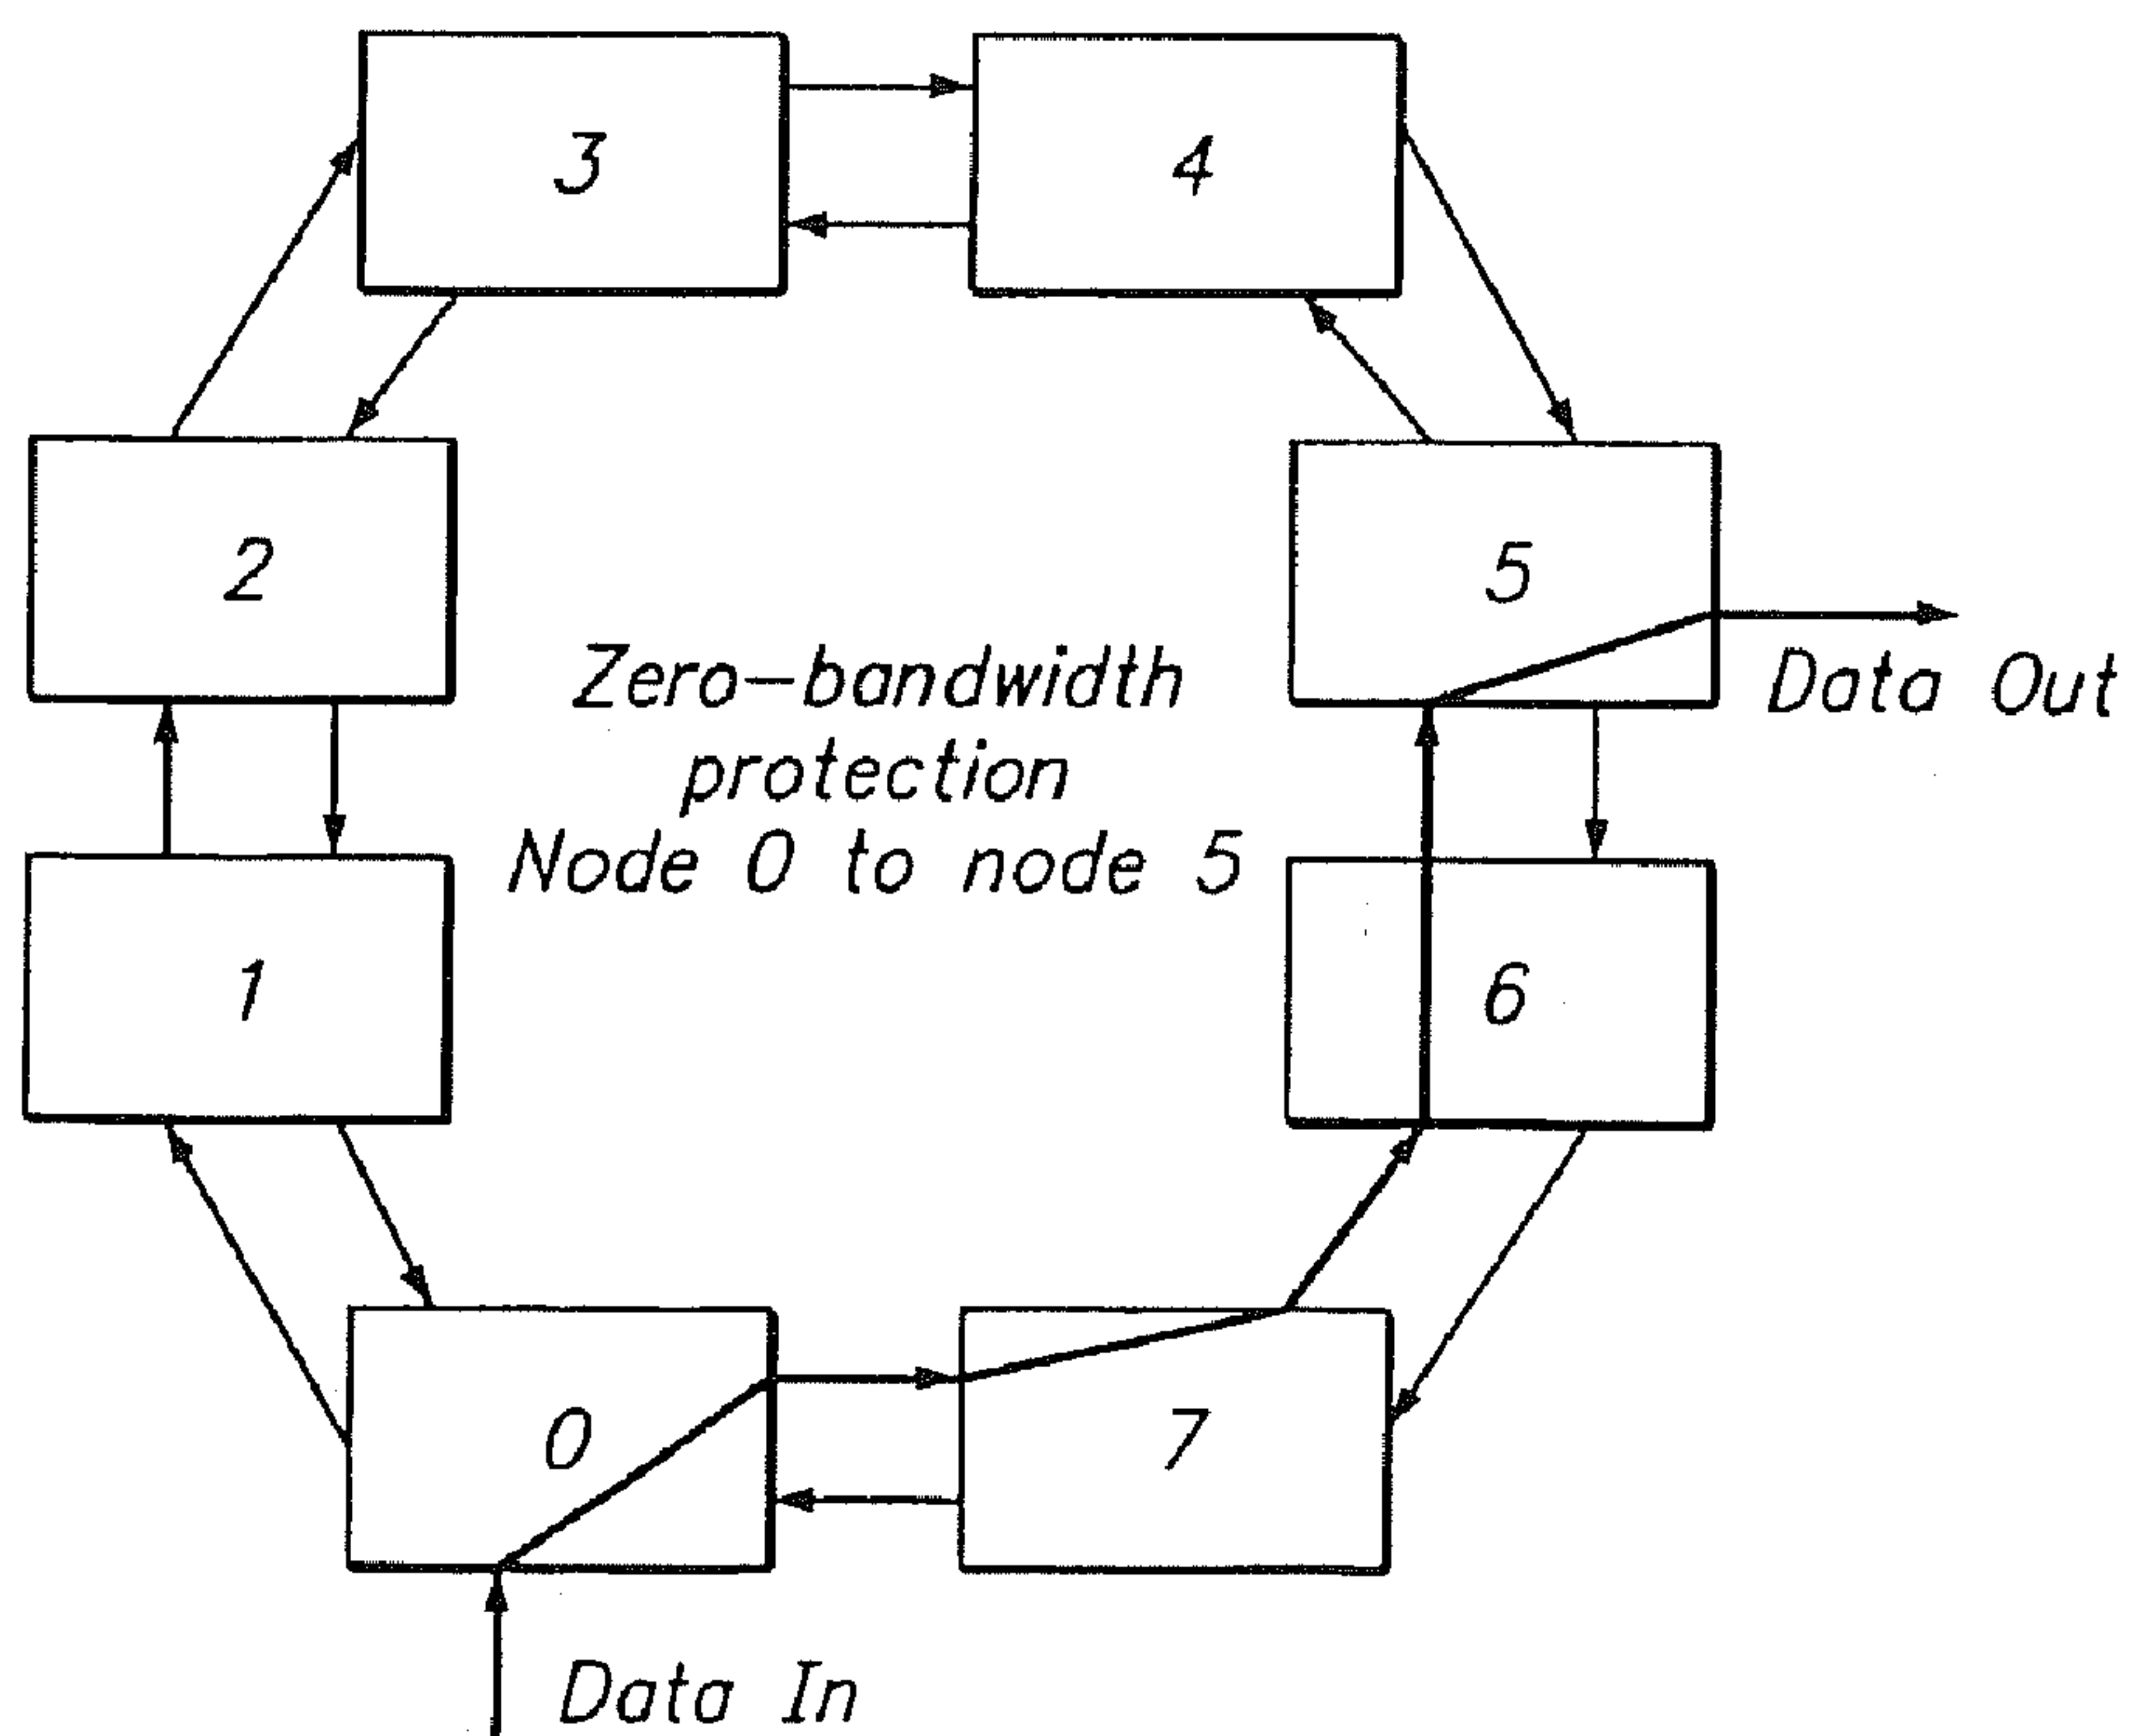 3
4
2
5
Zero-bandwidth
protection
Node 0 to node 5
Data Out
1
6
0
7
Data In